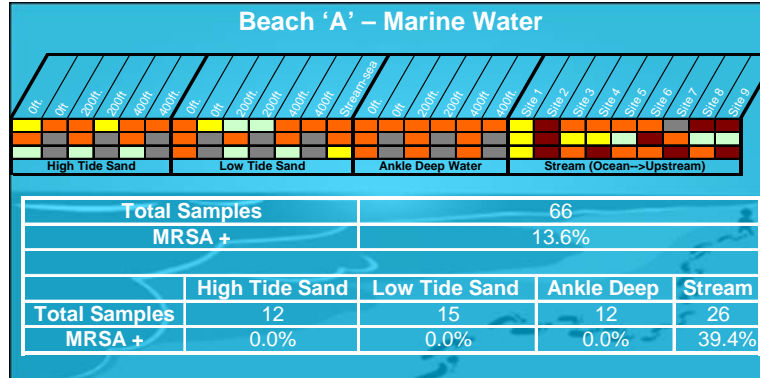 Beach ‘A’ – Marine Water
0ft. 0ft 200ft. 200ft 400ft 400ft. 0ft. 0ft. 200ft. 200ft 400ft. 400ft Stream-sea 0ft. 0ft. 200ft. 200ft. 400ft. 400ft. Site 1 Site 2 Site 3 Site 4 Site 5 Site 6 Site 7 Site 8 Site 9
High Tide Sand Low Tide Sand Ankle Deep Water Stream (Ocean-->Upstream)
Total Samples 66
MRSA + 13.6%
High Tide Sand Low Tide Sand Ankle Deep Stream
Total Samples 12 15 12 26
MRSA + 0.0% 0.0% 0.0% 39.4%